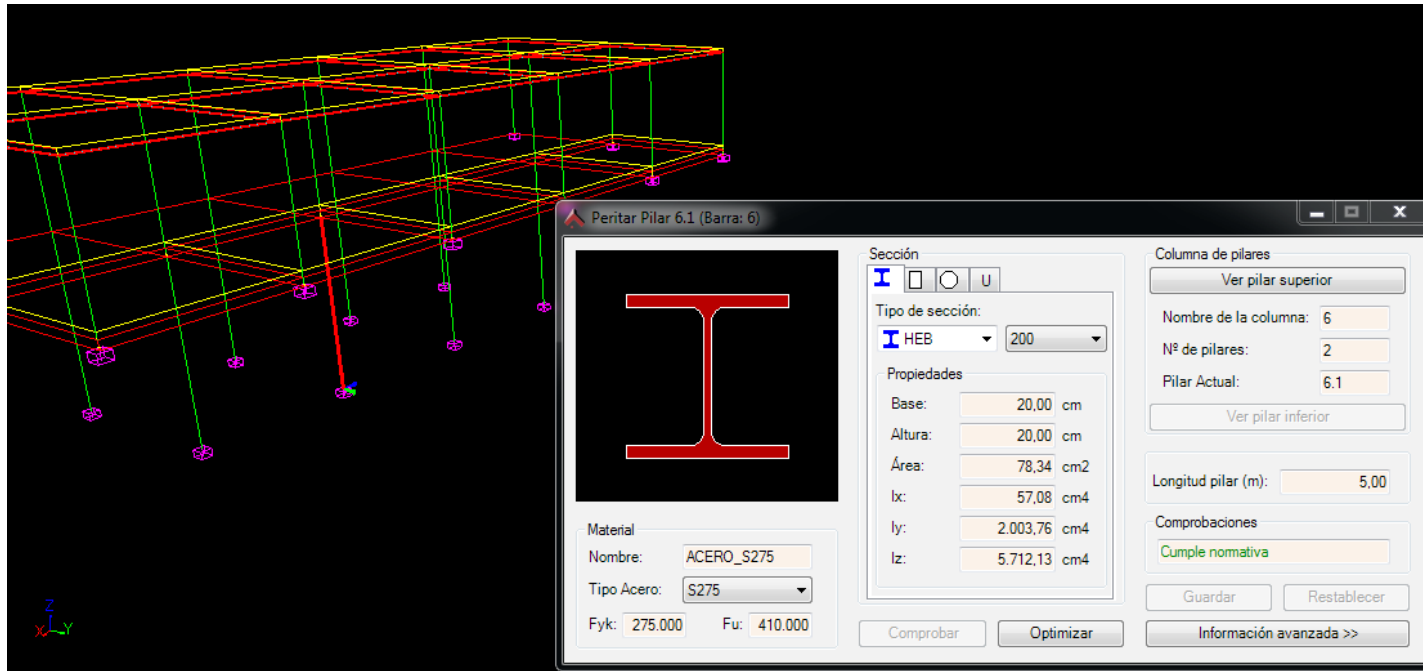 Peritar Pilar 6.1 (Barra: 6)
Sección
U
Tipo de sección:
HEB 200
Propiedades
Base: 20,00 cm
Altura: 20,00 cm
Área: 78,34 cm2
Ix: 57,08 cm4
Iy: 2.003,76 cm4
Iz: 5.712,13 cm4
Material
Nombre: ACERO_S275
Tipo Acero: S275
Fyk: 275.000 Fu: 410.000
Comprobar Optimizar
Columna de pilares
Ver pilar superior
Nombre de la columna: 6
Nº de pilares: 2
Pilar Actual: 6.1
Ver pilar inferior
Longitud pilar (m): 5,00
Comprobaciones
Cumple normativa
Guardar Restablecer
Información avanzada >>
Z
X Y